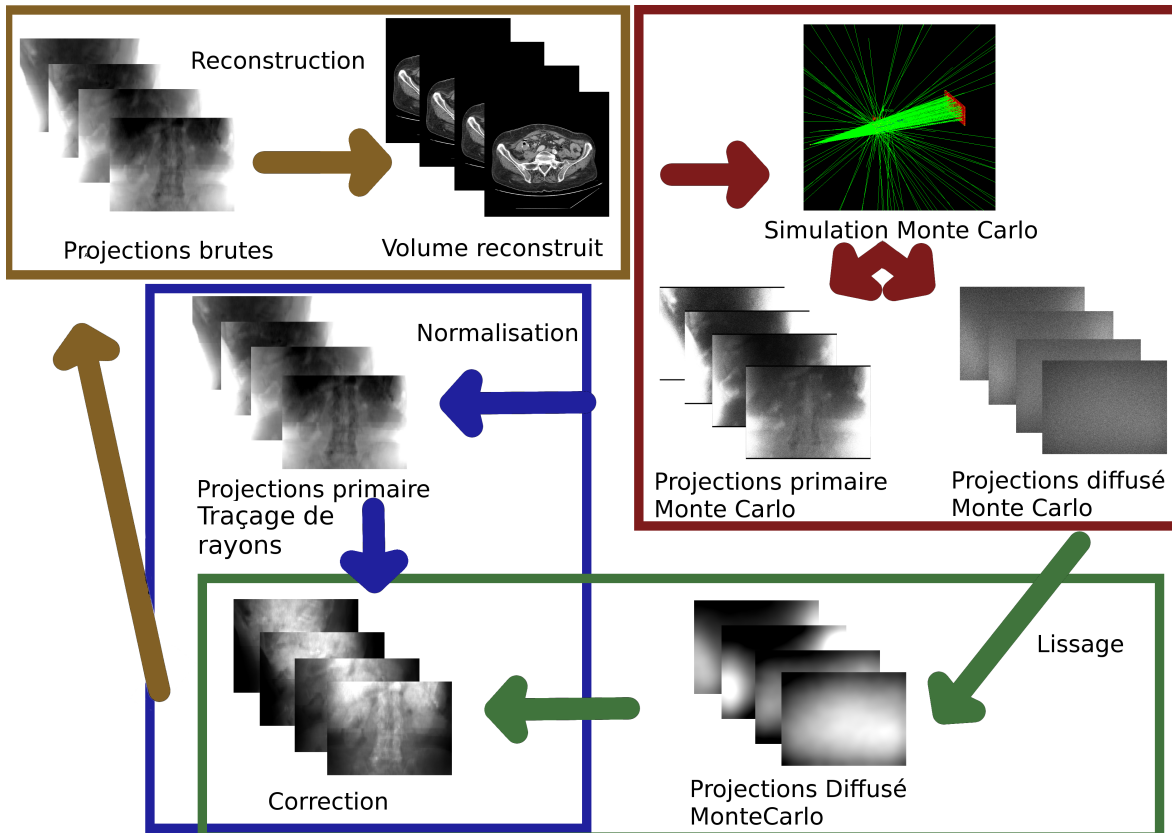 Reconstruction
Projections brutes
Volume reconstruit
Simulation Monte Carlo
Projections primaire
Monte Carlo
Projections diffusé
Monte Carlo
Normalisation
Projections primaire
Traçage de
rayons
Lissage
Projections Diffusé
MonteCarlo
Correction